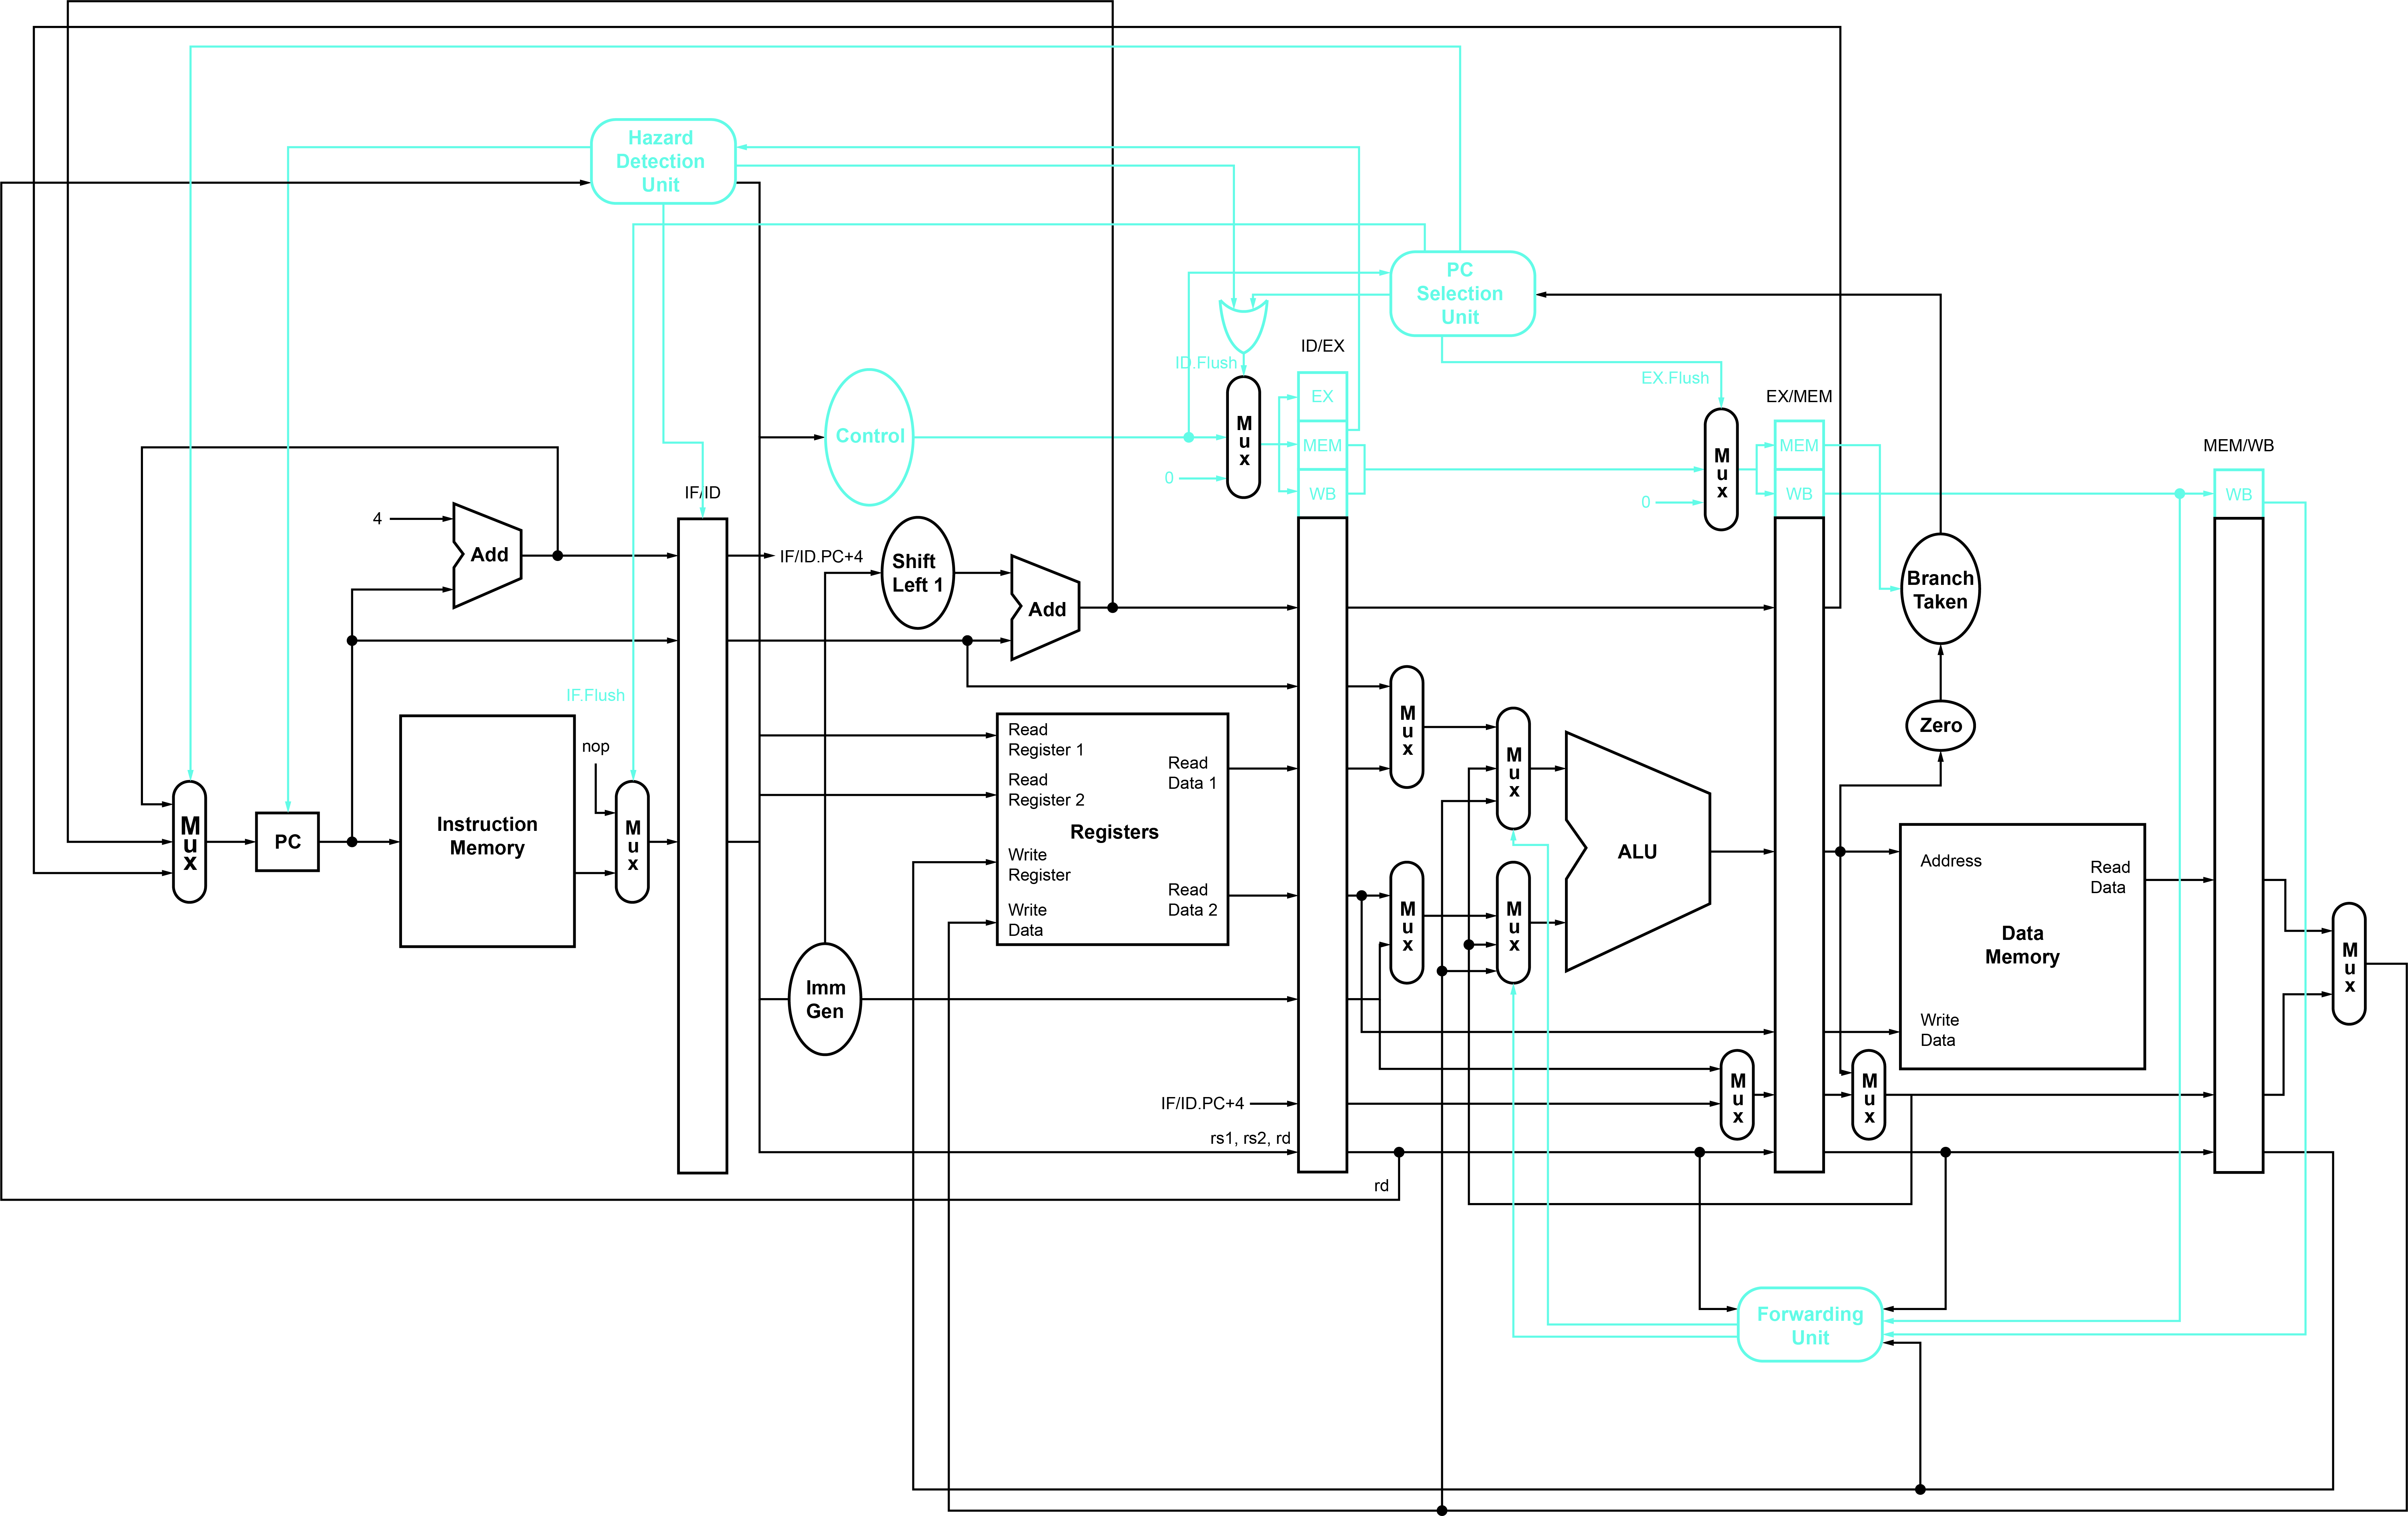 Hazard
Detection
Unit
PC
Selection
Unit
ID/EX
ID.Flush
EX.Flush
EX/MEM
EX
Control
M
u
x
MEM
WB
0
M
u
x
MEM
WB
0
MEM/WB
WB
IF/ID
4
Add
IF/ID.PC+4
Shift
Left 1
Add
Branch
Taken
IF.Flush
nop
Zero
M
u
x
PC
Instruction
Memory
M
u
x
Read
Register 1
Read
Register 2
Registers
Write
Register
Write
Data
Read
Data 1
Read
Data 2
M
u
x
M
u
x
M
u
x
M
u
x
ALU
Address
Read
Data
Data
Memory
Write
Data
M
u
x
Imm
Gen
IF/ID.PC+4
M
u
x
M
u
x
rs1, rs2, rd
rd
Forwarding
Unit